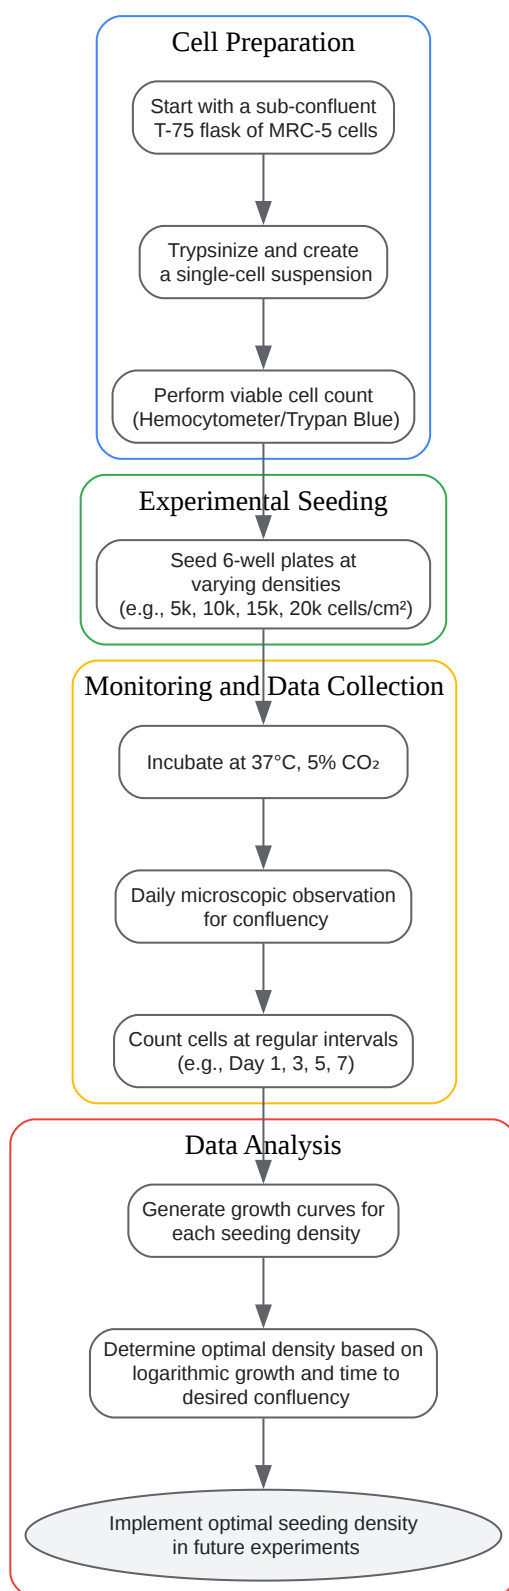 Cell Preparation
Start with a sub-confluent
T-75 flask of MRC-5 cells
Trypsinize and create
a single-cell suspension
Perform viable cell count
(Hemocytometer/Trypan Blue)
Experimental Seeding
Seed 6-well plates at
varying densities
(e.g., 5k, 10k, 15k, 20k cells/cm²)
Monitoring and Data Collection
Incubate at 37°C, 5% CO₂
Daily microscopic observation
for confluency
Count cells at regular intervals
(e.g., Day 1, 3, 5, 7)
Data Analysis
Generate growth curves for
each seeding density
Determine optimal density based on
logarithmic growth and time to
desired confluency
Implement optimal seeding density
in future experiments